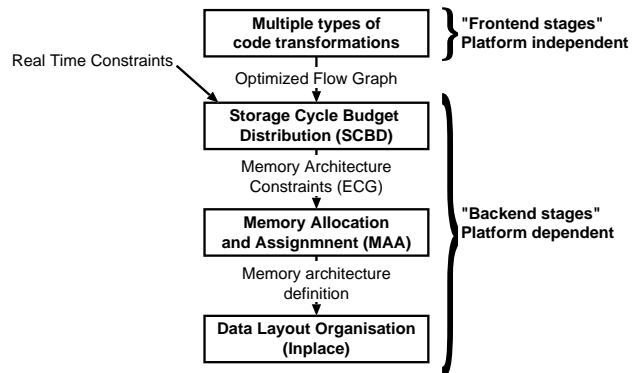 Multiple types of
code transformations
"Frontend stages"
Platform independent
Real Time Constraints
Optimized Flow Graph
Storage Cycle Budget
Distribution (SCBD)
Memory Architecture
Constraints (ECG)
"Backend stages"
Platform dependent
Memory Allocation
and Assignmnent (MAA)
Memory architecture
definition
Data Layout Organisation
(Inplace)